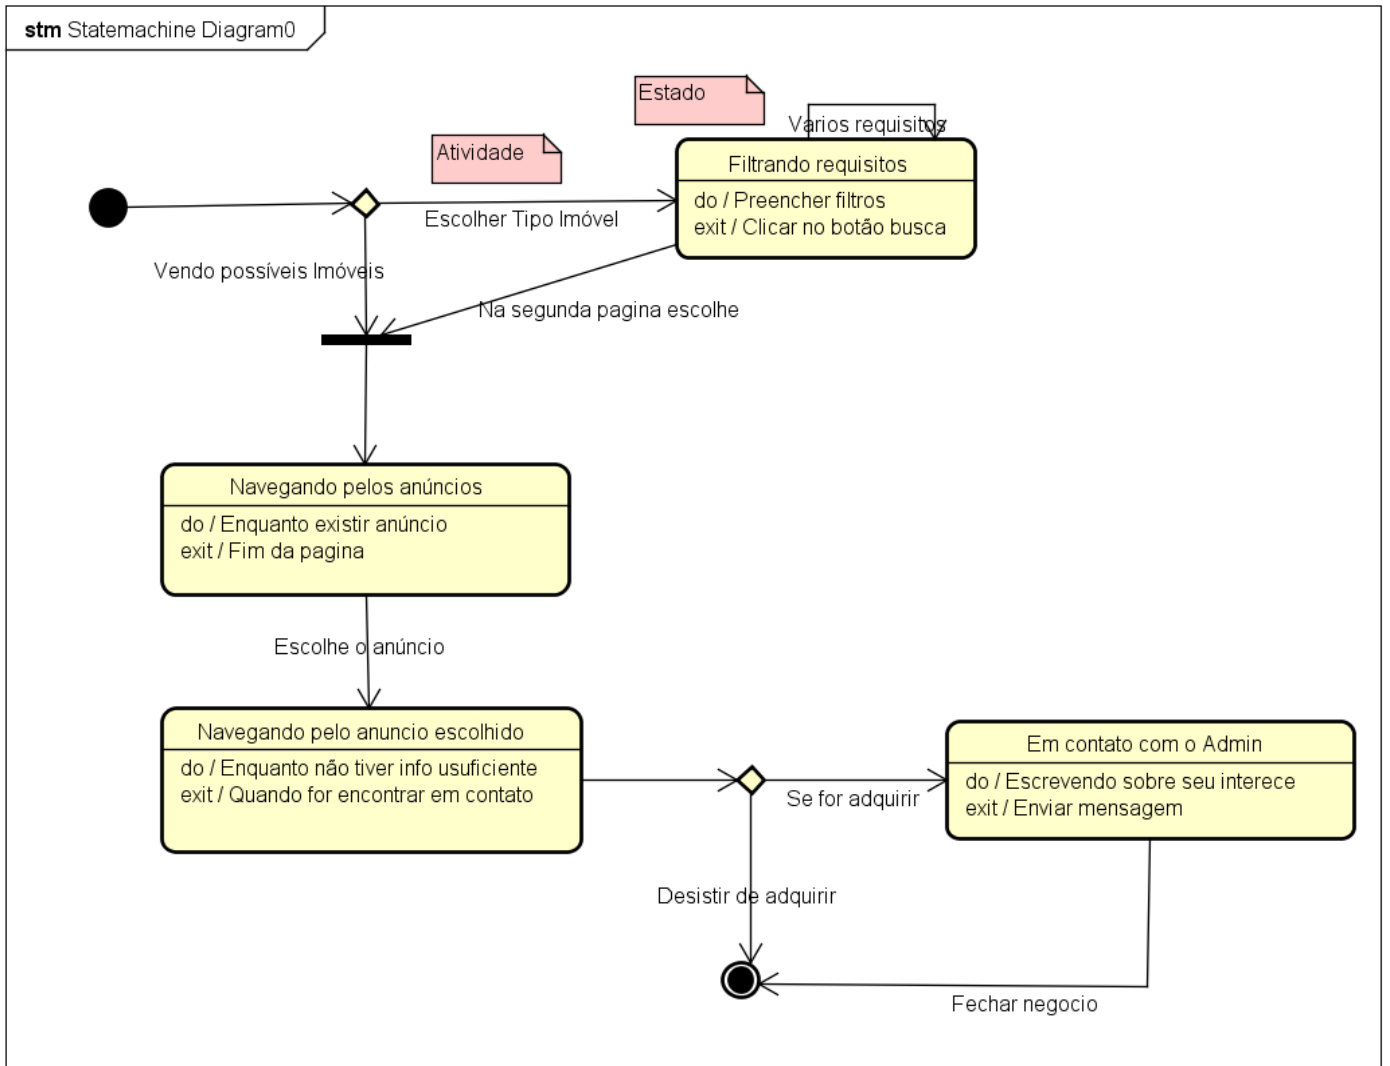 stm Statemachine Diagram0
Estado
Varios requisitos
Atividade
Filtrando requisitos
do / Preencher filtros
exit / Clicar no botão busca
Escolher Tipo Imóvel
Vendo possíveis Imóveis
Na segunda pagina escolhe
Navegando pelos anúncios
do / Enquanto existir anúncio
exit / Fim da pagina
Escolhe o anúncio
Navegando pelo anuncio escolhido
do / Enquanto não tiver info usuficiente
exit / Quando for encontrar em contato
Em contato com o Admin
do / Escrevendo sobre seu interece
exit / Enviar mensagem
Se for adquirir
Desistir de adquirir
Fechar negocio